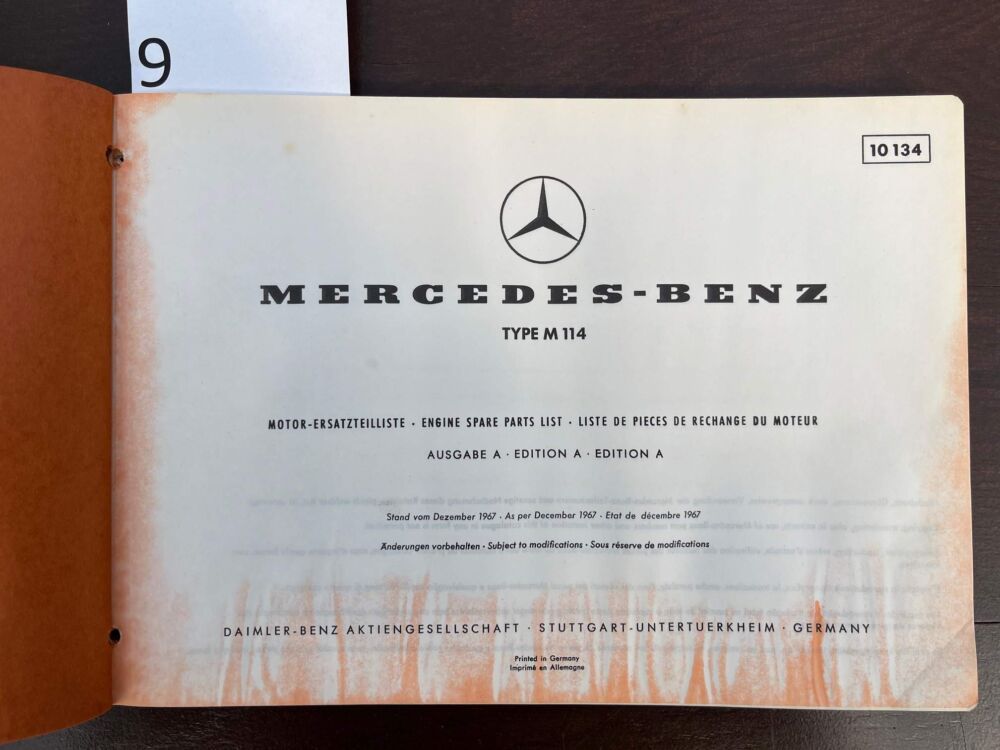 9
10 134
MERCEDES-BENZ
TYPE M 114
MOTOR-ERSATZTEILLISTE · ENGINE SPARE PARTS LIST · LISTE DE PIECES DE RECHANGE DU MOTEUR
AUSGABE A · EDITION A · EDITION A
Stand vom Dezember 1967 · As per December 1967 · Etat de décembre 1967
Änderungen vorbehalten · Subject to modifications · Sous réserve de modifications
DAIMLER-BENZ AKTIENGESELLSCHAFT · STUTTGART-UNTERTUERKHEIM · GERMANY
Printed in Germany
Imprimé en Allemagne